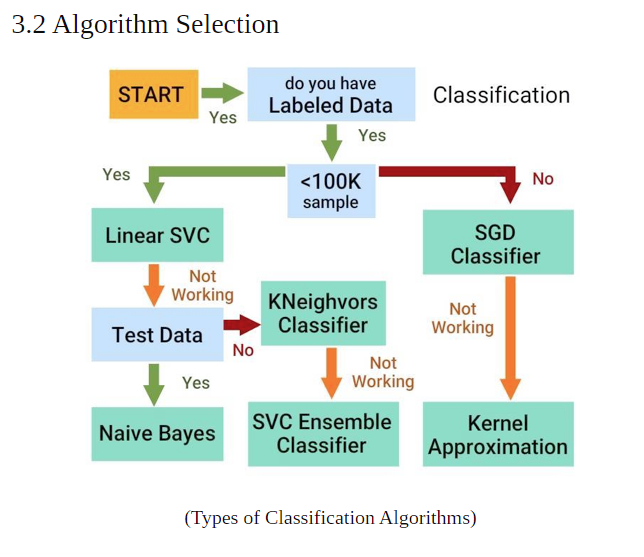 3.2 Algorithm Selection
START
Yes
do you have
Labeled Data
Classification
Yes
Yes
<100K
sample
No
Linear SVC
SGD
Classifier
Not
Working
KNeighvors
Classifier
Not
Working
Test Data
No
Yes
Not
Working
Naive Bayes
SVC Ensemble
Classifier
Kernel
Approximation
(Types of Classification Algorithms)